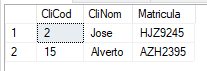 CliCod CliNom Matricula
1 2 Jose HJZ9245
2 15 Alverto AZH2395